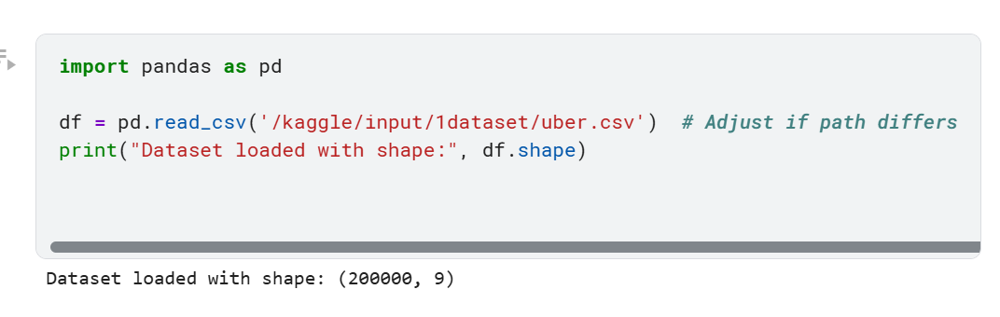 import pandas as pd
df = pd.read_csv('/kaggle/input/1dataset/uber.csv')  # Adjust if path differs
print("Dataset loaded with shape:", df.shape)
Dataset loaded with shape: (200000, 9)